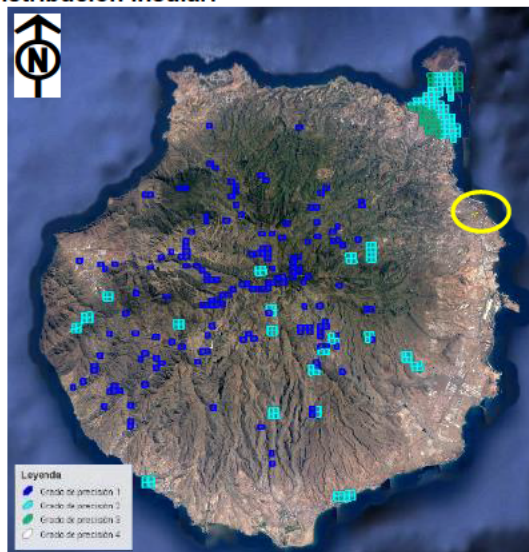 N
Leyenda
Grado de precisión 1
Grado de precisión 2
Grado de precisión 3
Grado de precisión 4